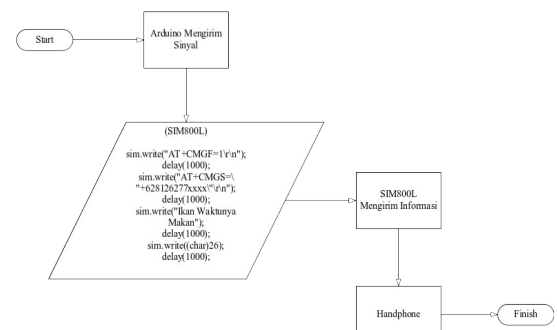 Start
Arduino Mengirim
Sinyal
(SIM800L)
sim.write("AT+CMGF=1\r\n");
delay(1000);
sim.write("AT+CMGS=\
"+628126277xxxx\"\r\n");
delay(1000);
sim.write("Ikan Waktunya
Makan");
delay(1000);
sim.write((char)26);
delay(1000);
SIM800L
Mengirim Informasi
Handphone
Finish